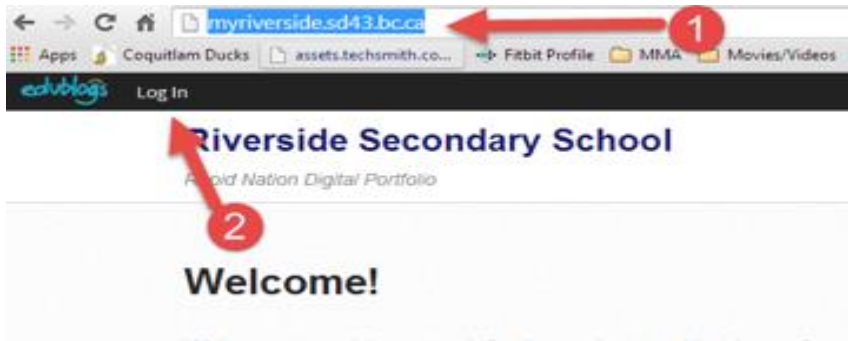 myriverside.sd43.bc.ca
1
Apps Coquitlam Ducks assets.techsmith.co... Fitbit Profile MMA Movies/Videos
edublogs Log In
Riverside Secondary School
Rapid Nation Digital Portfolio
2
Welcome!